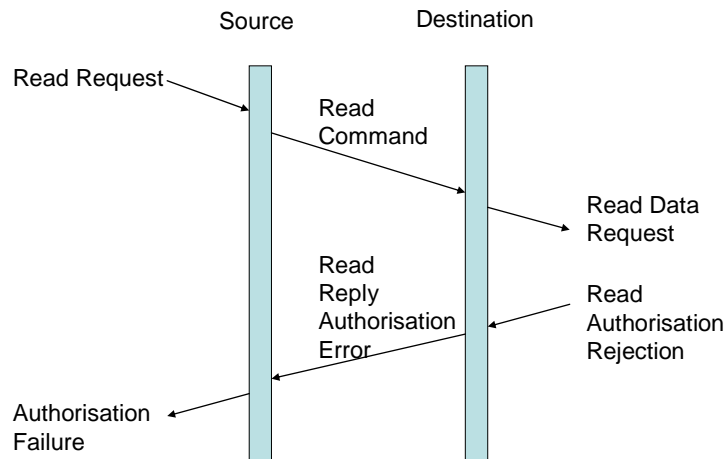 Source
Destination
Read Request
Read
Command
Read Data
Request
Read
Reply
Authorisation
Error
Read
Authorisation
Rejection
Authorisation
Failure